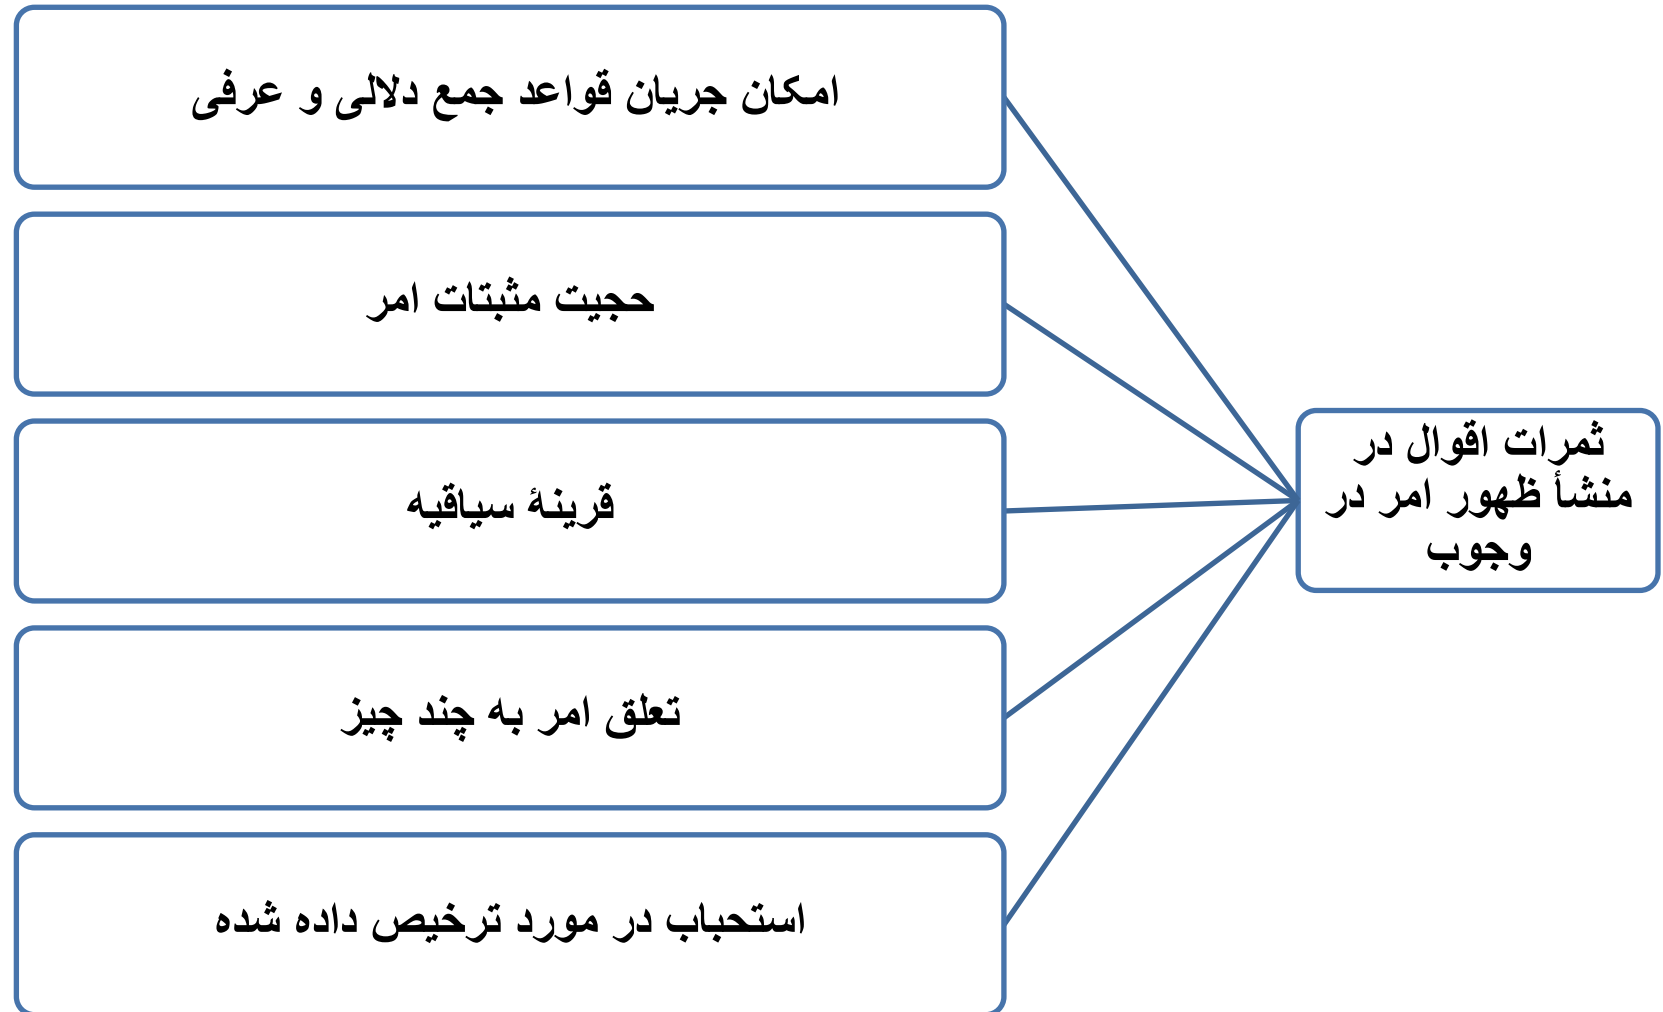 ثمرات اقوال در
منشأ ظهور امر در
وجوب
امکان جریان قواعد جمع دلالی و عرفی
حجیت مثبتات امر
قرینۀ سیاقیه
تعلق امر به چند چیز
استحباب در مورد ترخیص داده شده